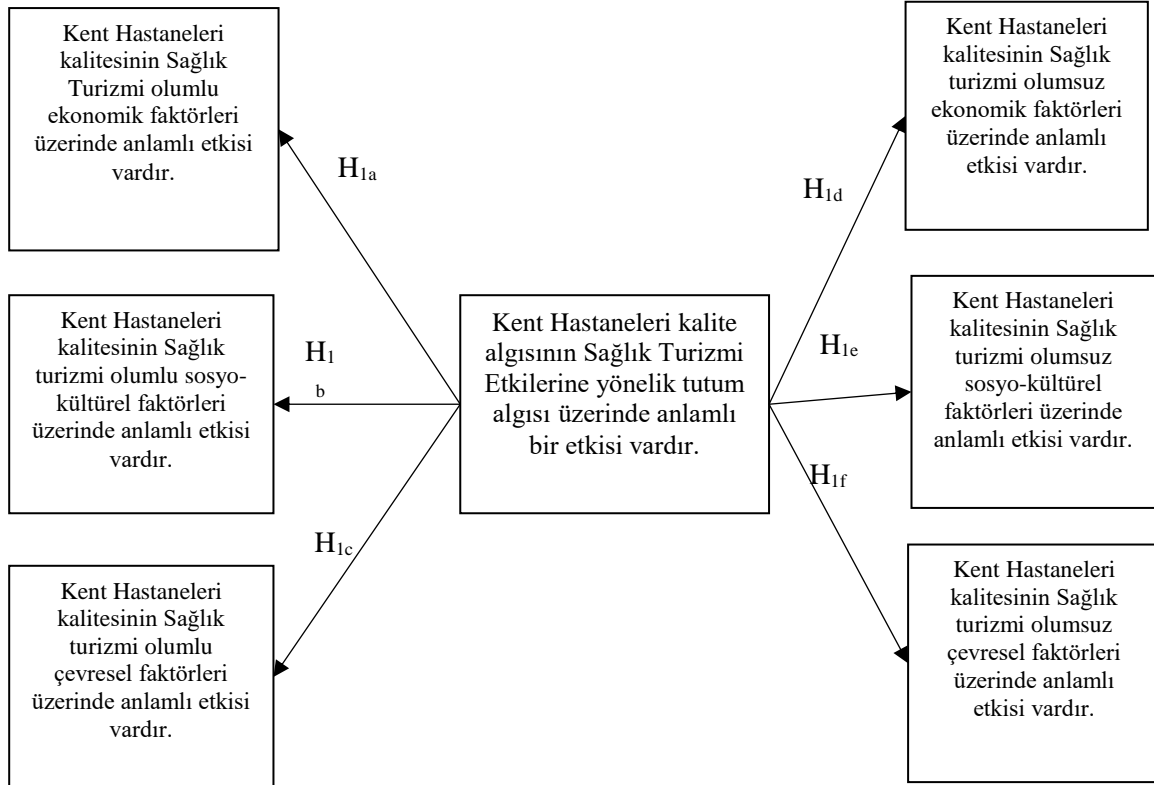 Kent Hastaneleri
kalitesinin Sağlık
Turizmi olumlu
ekonomik faktörleri
üzerinde anlamlı etkisi
vardır.
H1a
Kent Hastaneleri
kalitesinin Sağlık
turizmi olumlu sosyo-
kültürel faktörleri
üzerinde anlamlı etkisi
vardır.
H1
b
Kent Hastaneleri
kalitesinin Sağlık
turizmi olumlu
çevresel faktörleri
üzerinde anlamlı etkisi
vardır.
H1c
Kent Hastaneleri kalite
algısının Sağlık Turizmi
Etkilerine yönelik tutum
algısı üzerinde anlamlı
bir etkisi vardır.
H1d
Kent Hastaneleri
kalitesinin Sağlık
turizmi olumsuz
ekonomik faktörleri
üzerinde anlamlı
etkisi vardır.
H1e
Kent Hastaneleri
kalitesinin Sağlık
turizmi olumsuz
sosyo-kültürel
faktörleri üzerinde
anlamlı etkisi vardır.
H1f
Kent Hastaneleri
kalitesinin Sağlık
turizmi olumsuz
çevresel faktörleri
üzerinde anlamlı
etkisi vardır.